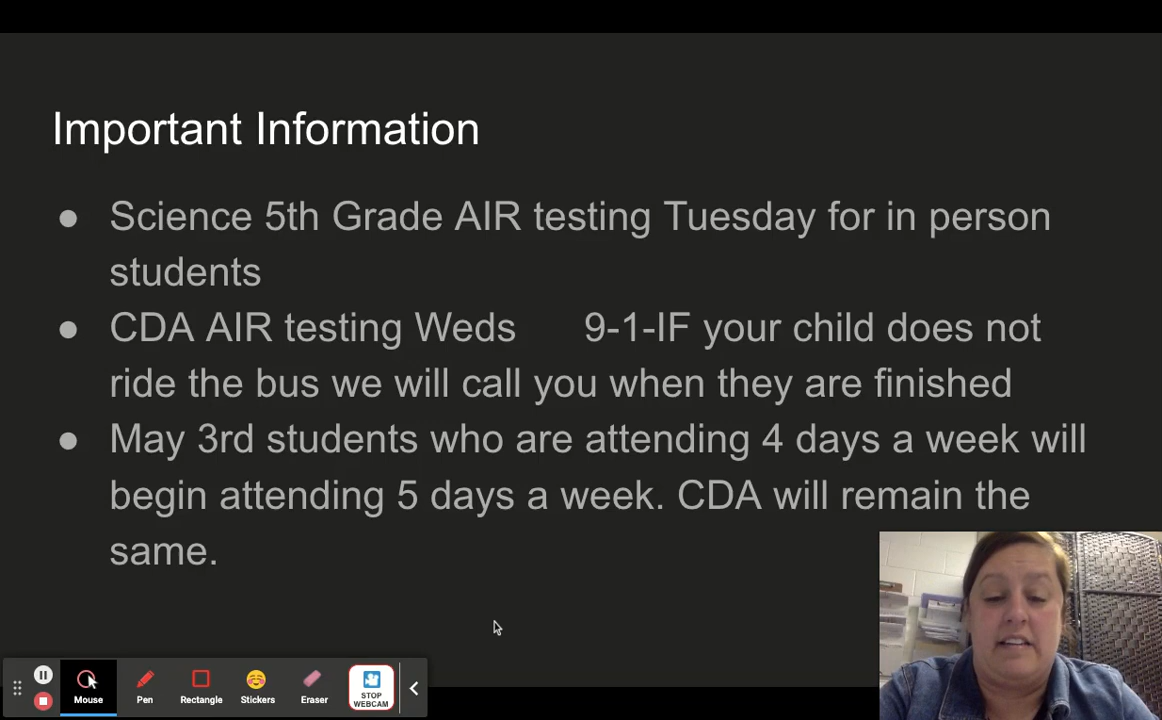 Important Information
● Science 5th Grade AIR testing Tuesday for in person
students
● CDA AIR testing Weds 9-1-IF your child does not
ride the bus we will call you when they are finished
● May 3rd students who are attending 4 days a week will
begin attending 5 days a week. CDA will remain the
same.
Mouse Pen Rectangle Stickers Eraser STOP
WEBCAM